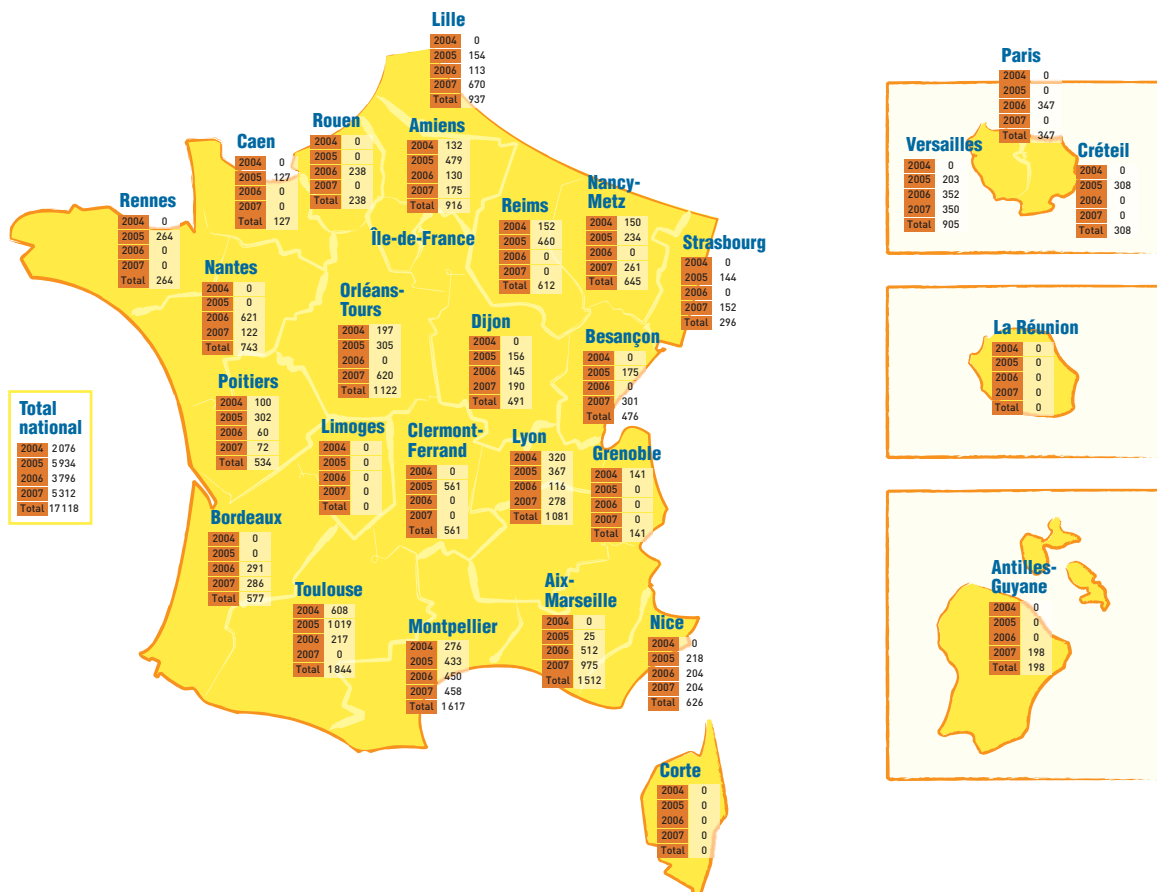 Lille
2004 0
2005 154
2006 113
2007 670
Total 937
Rouen
2004 0
2005 0
2006 238
2007 0
Total 238
Amiens
2004 132
2005 479
2006 130
2007 175
Total 916
Caen
2004 0
2005 127
2006 0
2007 0
Total 127
Rennes
2004 0
2005 264
2006 0
2007 0
Total 264
Île-de-France
Reims
2004 152
2005 460
2006 0
2007 0
Total 612
Nancy-
Metz
2004 150
2005 234
2006 0
2007 261
Total 645
Strasbourg
2004 0
2005 144
2006 0
2007 152
Total 296
Nantes
2004 0
2005 0
2006 621
2007 122
Total 743
Orléans-
Tours
2004 197
2005 305
2006 0
2007 620
Total 1122
Dijon
2004 0
2005 156
2006 145
2007 190
Total 491
Besançon
2004 0
2005 175
2006 0
2007 301
Total 476
Total
national
2004 2076
2005 5934
2006 3796
2007 5312
Total 17118
Poitiers
2004 100
2005 302
2006 60
2007 72
Total 534
Limoges
2004 0
2005 0
2006 0
2007 0
Total 0
Clermont-
Ferrand
2004 0
2005 561
2006 0
2007 0
Total 561
Lyon
2004 320
2005 367
2006 116
2007 278
Total 1081
Grenoble
2004 141
2005 0
2006 0
2007 0
Total 141
Bordeaux
2004 0
2005 0
2006 291
2007 286
Total 577
Toulouse
2004 608
2005 1019
2006 217
2007 0
Total 1844
Montpellier
2004 276
2005 433
2006 450
2007 458
Total 1617
Aix-
Marseille
2004 0
2005 25
2006 512
2007 975
Total 1512
Nice
2004 0
2005 218
2006 204
2007 204
Total 626
Corte
2004 0
2005 0
2006 0
2007 0
Total 0
Paris
2004 0
2005 0
2006 347
2007 0
Total 347
Versailles
2004 0
2005 203
2006 352
2007 350
Total 905
Créteil
2004 0
2005 308
2006 0
2007 0
Total 308
La Réunion
2004 0
2005 0
2006 0
2007 0
Total 0
Antilles-
Guyane
2004 0
2005 0
2006 0
2007 198
Total 198